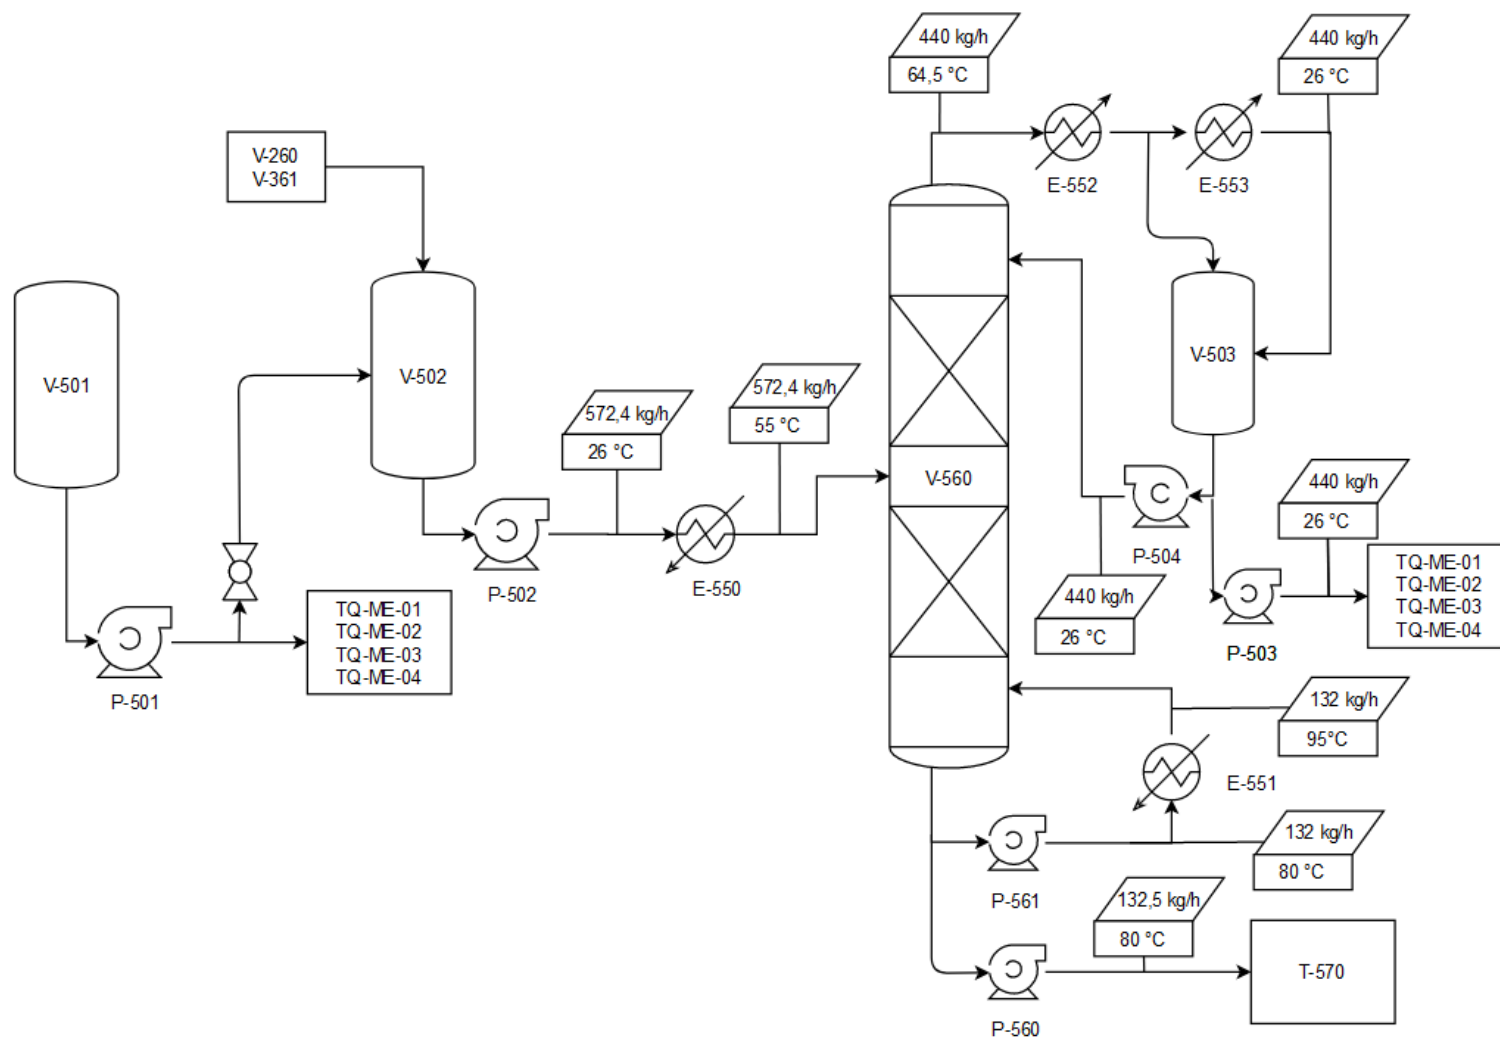 440 kg/h
64,5 °C
440 kg/h
26 °C
E-552
E-553
V-260
V-361
V-501
V-502
V-503
572,4 kg/h
26 °C
572,4 kg/h
55 °C
V-560
P-502
E-550
P-504
440 kg/h
26 °C
440 kg/h
26 °C
TQ-ME-01
TQ-ME-02
TQ-ME-03
TQ-ME-04
P-503
TQ-ME-01
TQ-ME-02
TQ-ME-03
TQ-ME-04
P-501
132 kg/h
95°C
E-551
132 kg/h
80 °C
P-561
132,5 kg/h
80 °C
T-570
P-560